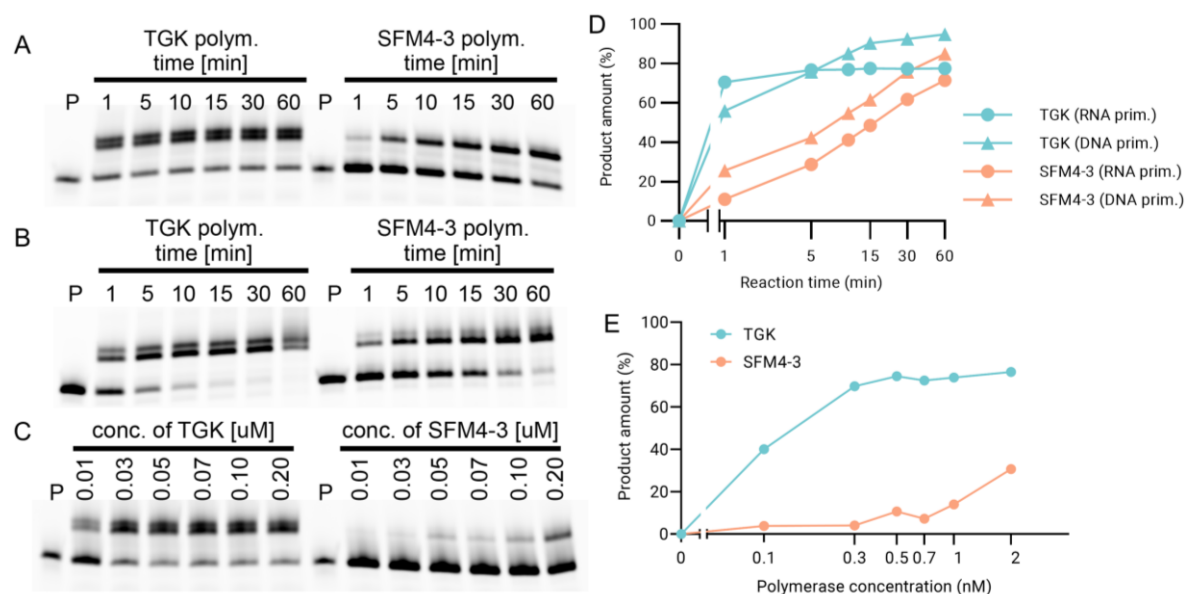 A
TGK polym.
time [min]
SFM4-3 polym.
time [min]
P 1 5 10 15 30 60 P 1 5 10 15 30 60
B
TGK polym.
time [min]
SFM4-3 polym.
time [min]
P 1 5 10 15 30 60 P 1 5 10 15 30 60
C
conc. of TGK [uM]
conc. of SFM4-3 [uM]
P 0.01 0.03 0.05 0.07 0.10 0.20 P 0.01 0.03 0.05 0.07 0.10 0.20
D
Product amount (%)
100
80
60
40
20
0
0 1 5 15 30 60
Reaction time (min)
TGK (RNA prim.)
TGK (DNA prim.)
SFM4-3 (RNA prim.)
SFM4-3 (DNA prim.)
E
Product amount (%)
100
80
60
40
20
0
0 0.1 0.3 0.5 0.7 1 2
Polymerase concentration (nM)
TGK
SFM4-3